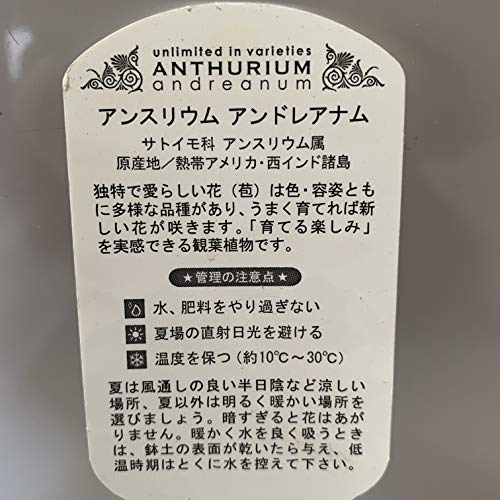 unlimited in varieties
ANTHURIUM
andreanum
アンスリウム アンドレアナム
サトイモ科 アンスリウム属
原産地／熱帯アメリカ・西インド諸島
独特で愛らしい花（苞）は色・容姿とも
に多様な品種があり、うまく育てれば新
しい花が咲きます。「育てる楽しみ」
を実感できる観葉植物です。
★管理の注意点★
水、肥料をやり過ぎない
夏場の直射日光を避ける
温度を保つ（約10℃〜30℃）
夏は風通しの良い半日陰など涼しい
場所、夏以外は明るく暖かい場所を
選びましょう。暗すぎると花はあが
りません。暖かく水を良く吸うとき
は、鉢土の表面が乾いたら与え、低
温時期はとくに水を控えて下さい。